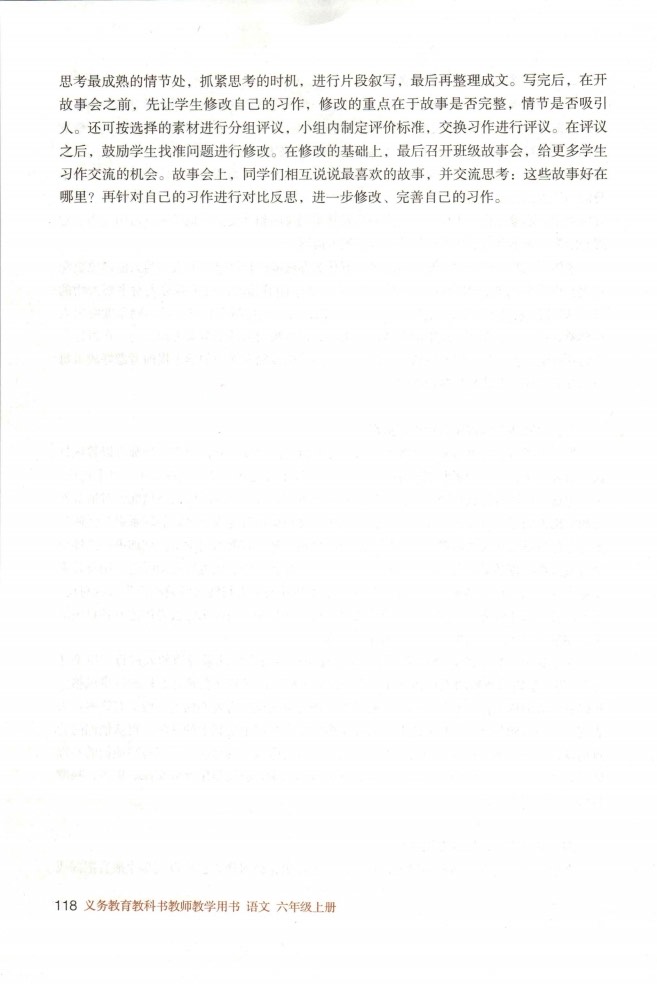 思考最成熟的情节处，抓紧思考的时机，进行片段叙写，最后再整理成文。写完后，在开
故事会之前，先让学生修改自己的习作，修改的重点在于故事是否完整，情节是否吸引
人。还可按选择的素材进行分组评议，小组内制定评价标准，交换习作进行评议。在评议
之后，鼓励学生找准问题进行修改。在修改的基础上，最后召开班级故事会，给更多学生
习作交流的机会。故事会上，同学们相互说说最喜欢的故事，并交流思考：这些故事好在
哪里？再针对自己的习作进行对比反思，进一步修改、完善自己的习作。
118 义务教育教科书教师教学用书 语文 六年级上册